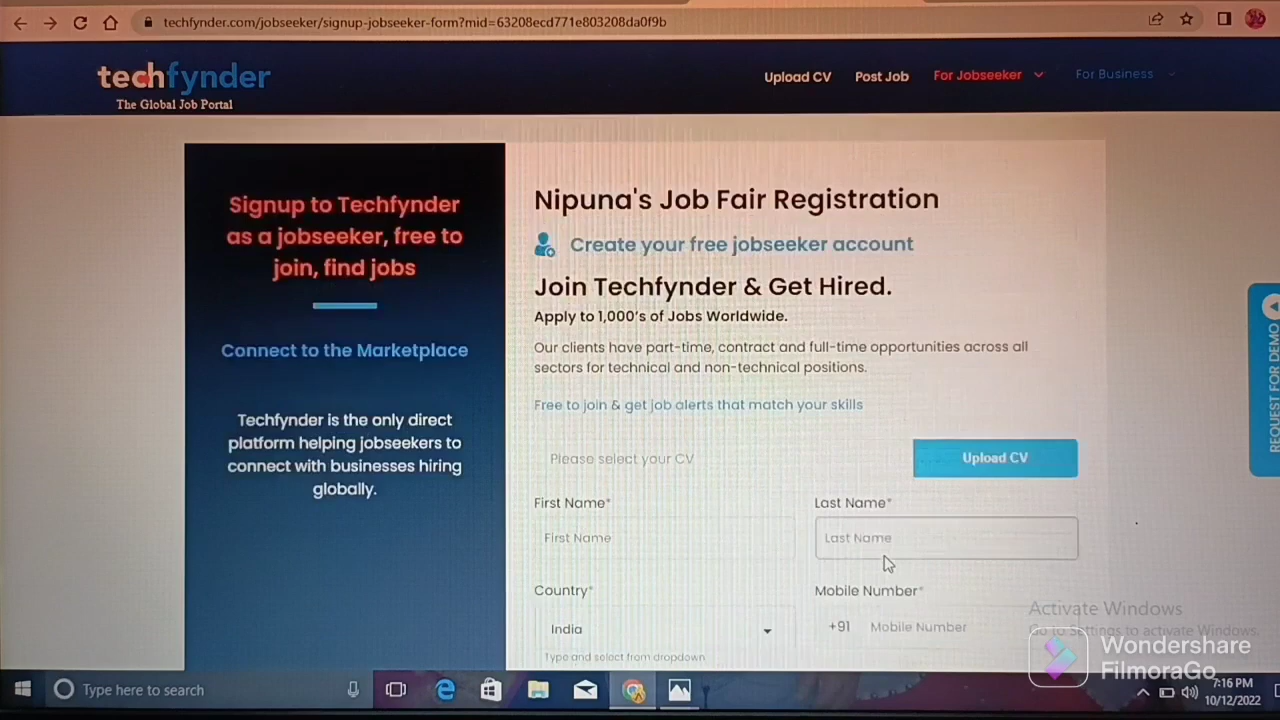 techfynder.com/jobseeker/signup-jobseeker-form?mid=63208ecd771e803208da0f9b
techfynder
The Global Job Portal
Upload CV
Post Job
For Jobseeker
For Business
Signup to Techfynder
as a jobseeker, free to
join, find jobs
Connect to the Marketplace
Techfynder is the only direct
platform helping jobseekers to
connect with businesses hiring
globally.
Nipuna's Job Fair Registration
Create your free jobseeker account
Join Techfynder & Get Hired.
Apply to 1,000's of Jobs Worldwide.
Our clients have part-time, contract and full-time opportunities across all
sectors for technical and non-technical positions.
Free to join & get job alerts that match your skills
Please select your CV
Upload CV
First Name*
Last Name*
First Name
Last Name
Country*
Mobile Number*
India
+91 Mobile Number
Type and select from dropdown
REQUEST FOR DEMO
Activate Windows
Go to Settings to activate Windows.
Wondershare
FilmoraGo
Type here to search
7:16 PM
10/12/2022